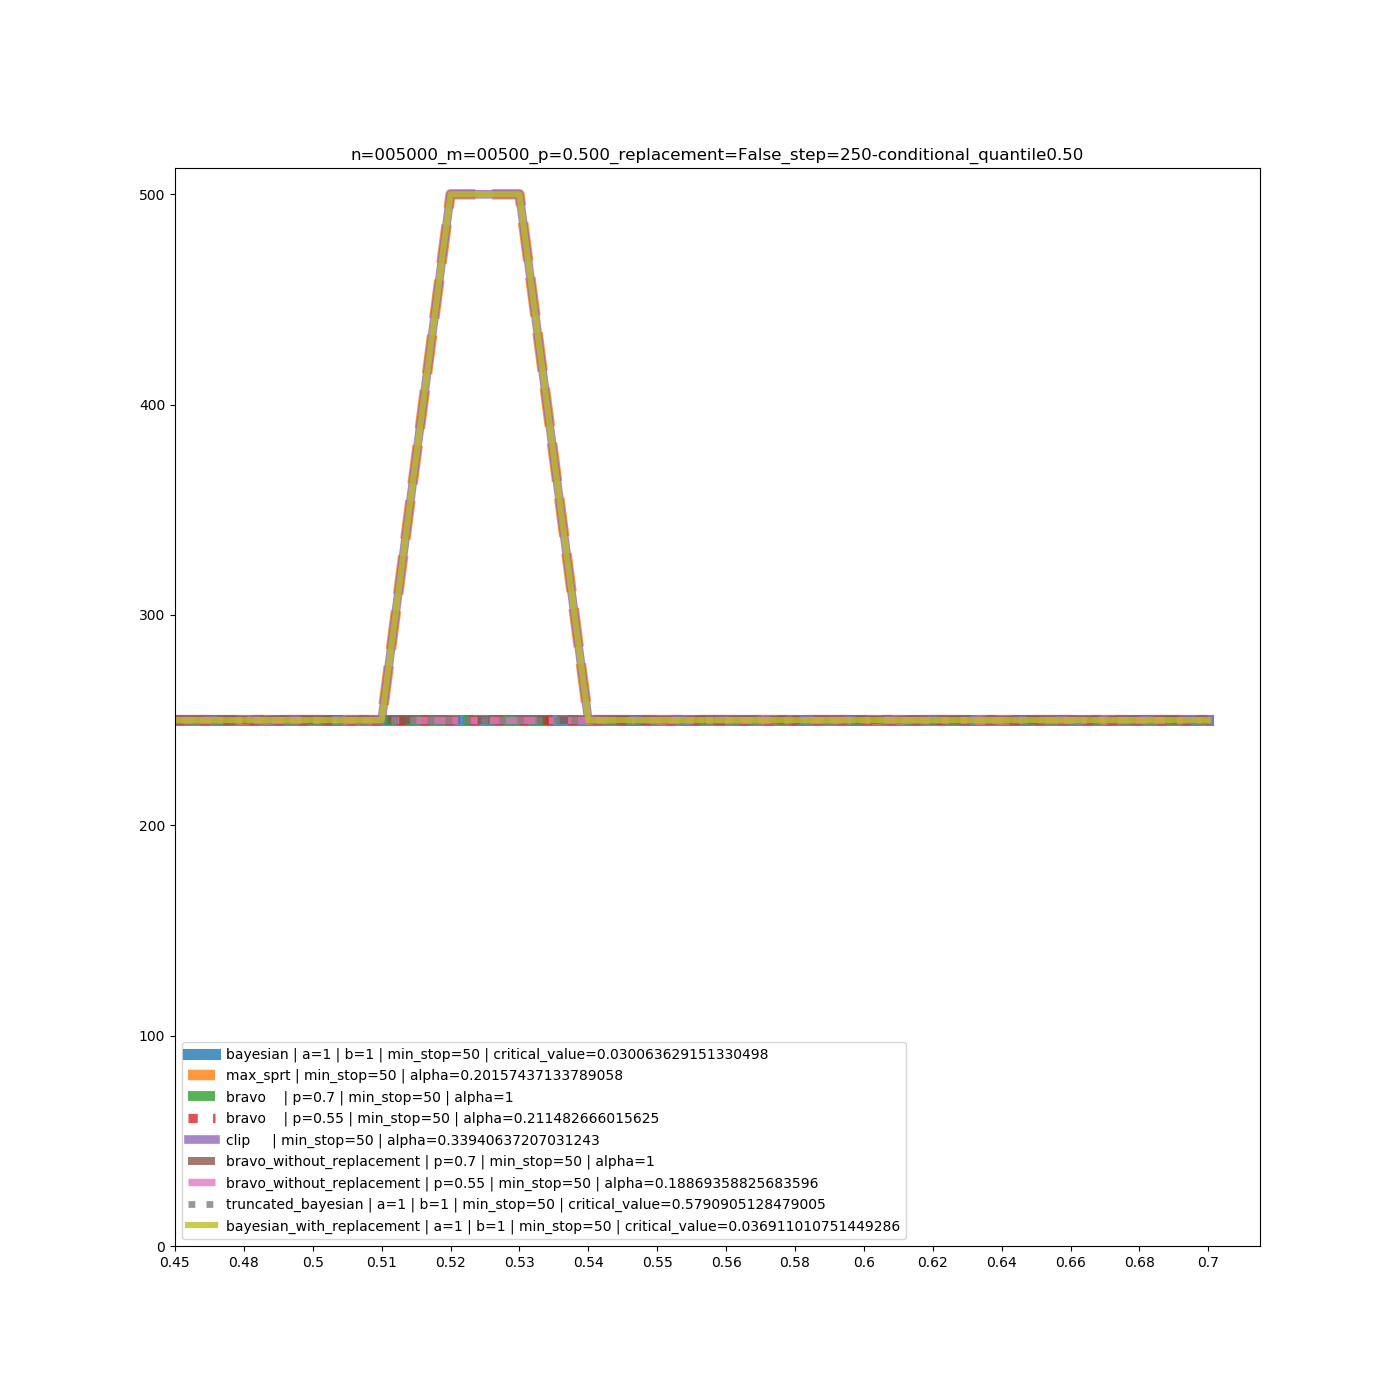 n=005000_m=00500_p=0.500_replacement=False_step=250-conditional_quantile0.50
500
400
300
200
100
0
bayesian | a=1 | b=1 | min_stop=50 | critical_value=0.030063629151330498
max_sprt | min_stop=50 | alpha=0.20157437133789058
bravo    | p=0.7 | min_stop=50 | alpha=1
bravo    | p=0.55 | min_stop=50 | alpha=0.211482666015625
clip     | min_stop=50 | alpha=0.33940637207031243
bravo_without_replacement | p=0.7 | min_stop=50 | alpha=1
bravo_without_replacement | p=0.55 | min_stop=50 | alpha=0.18869358825683596
truncated_bayesian | a=1 | b=1 | min_stop=50 | critical_value=0.5790905128479005
bayesian_with_replacement | a=1 | b=1 | min_stop=50 | critical_value=0.036911010751449286
0.45 0.48 0.5 0.51 0.52 0.53 0.54 0.55 0.56 0.58 0.6 0.62 0.64 0.66 0.68 0.7